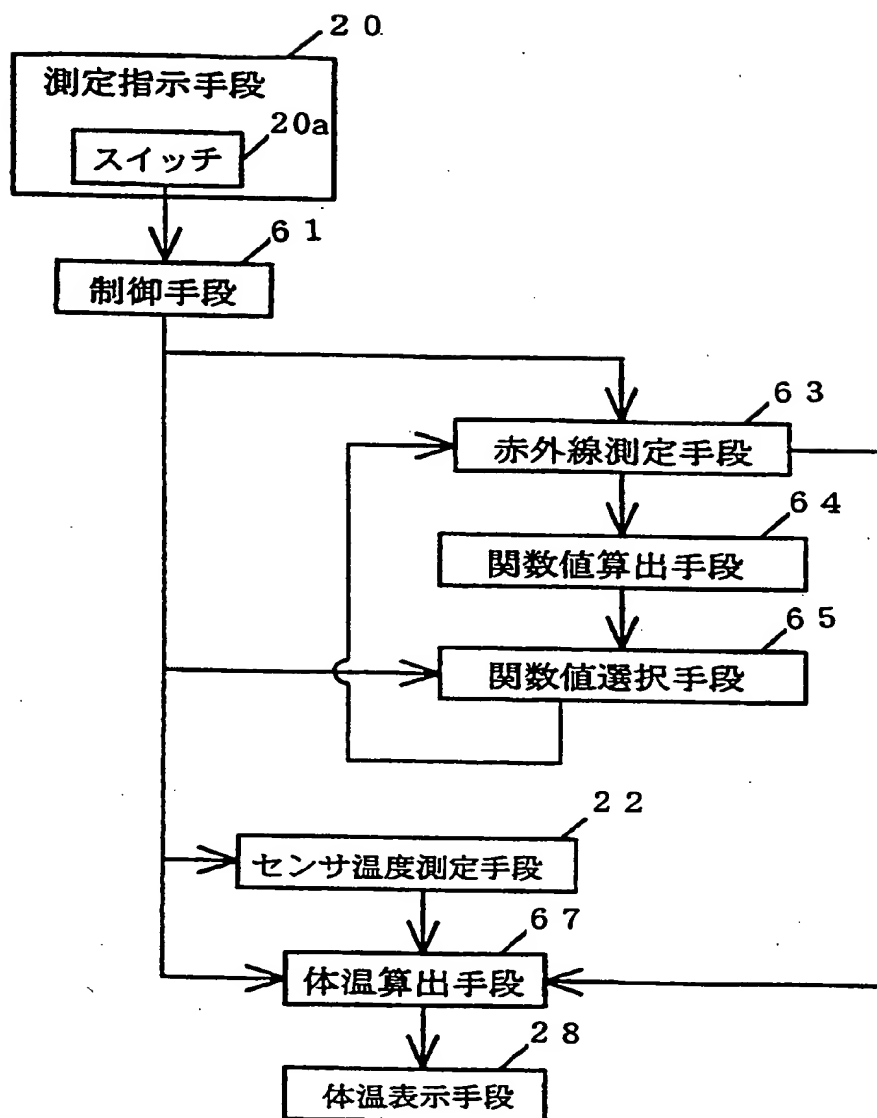 ２０
測定指示手段
20a
スイッチ
６１
制御手段
６３
赤外線測定手段
６４
関数値算出手段
６５
関数値選択手段
２２
センサ温度測定手段
６７
体温算出手段
２８
体温表示手段